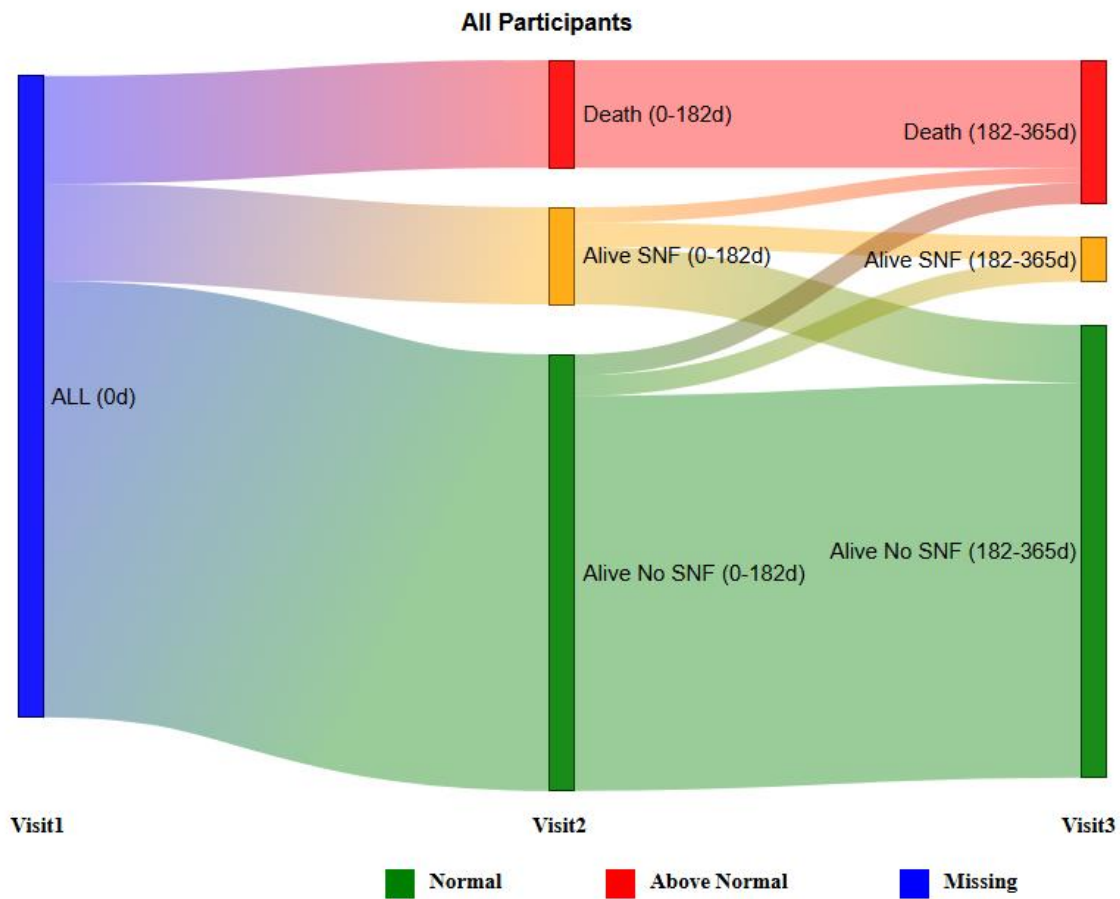 All Participants
Death (0-182d)
Death (182-365d)
Alive SNF (0-182d)
Alive SNF (182-365d)
ALL (0d)
Alive No SNF (182-365d)
Alive No SNF (0-182d)
Visit1
Visit2
Visit3
Normal
Above Normal
Missing